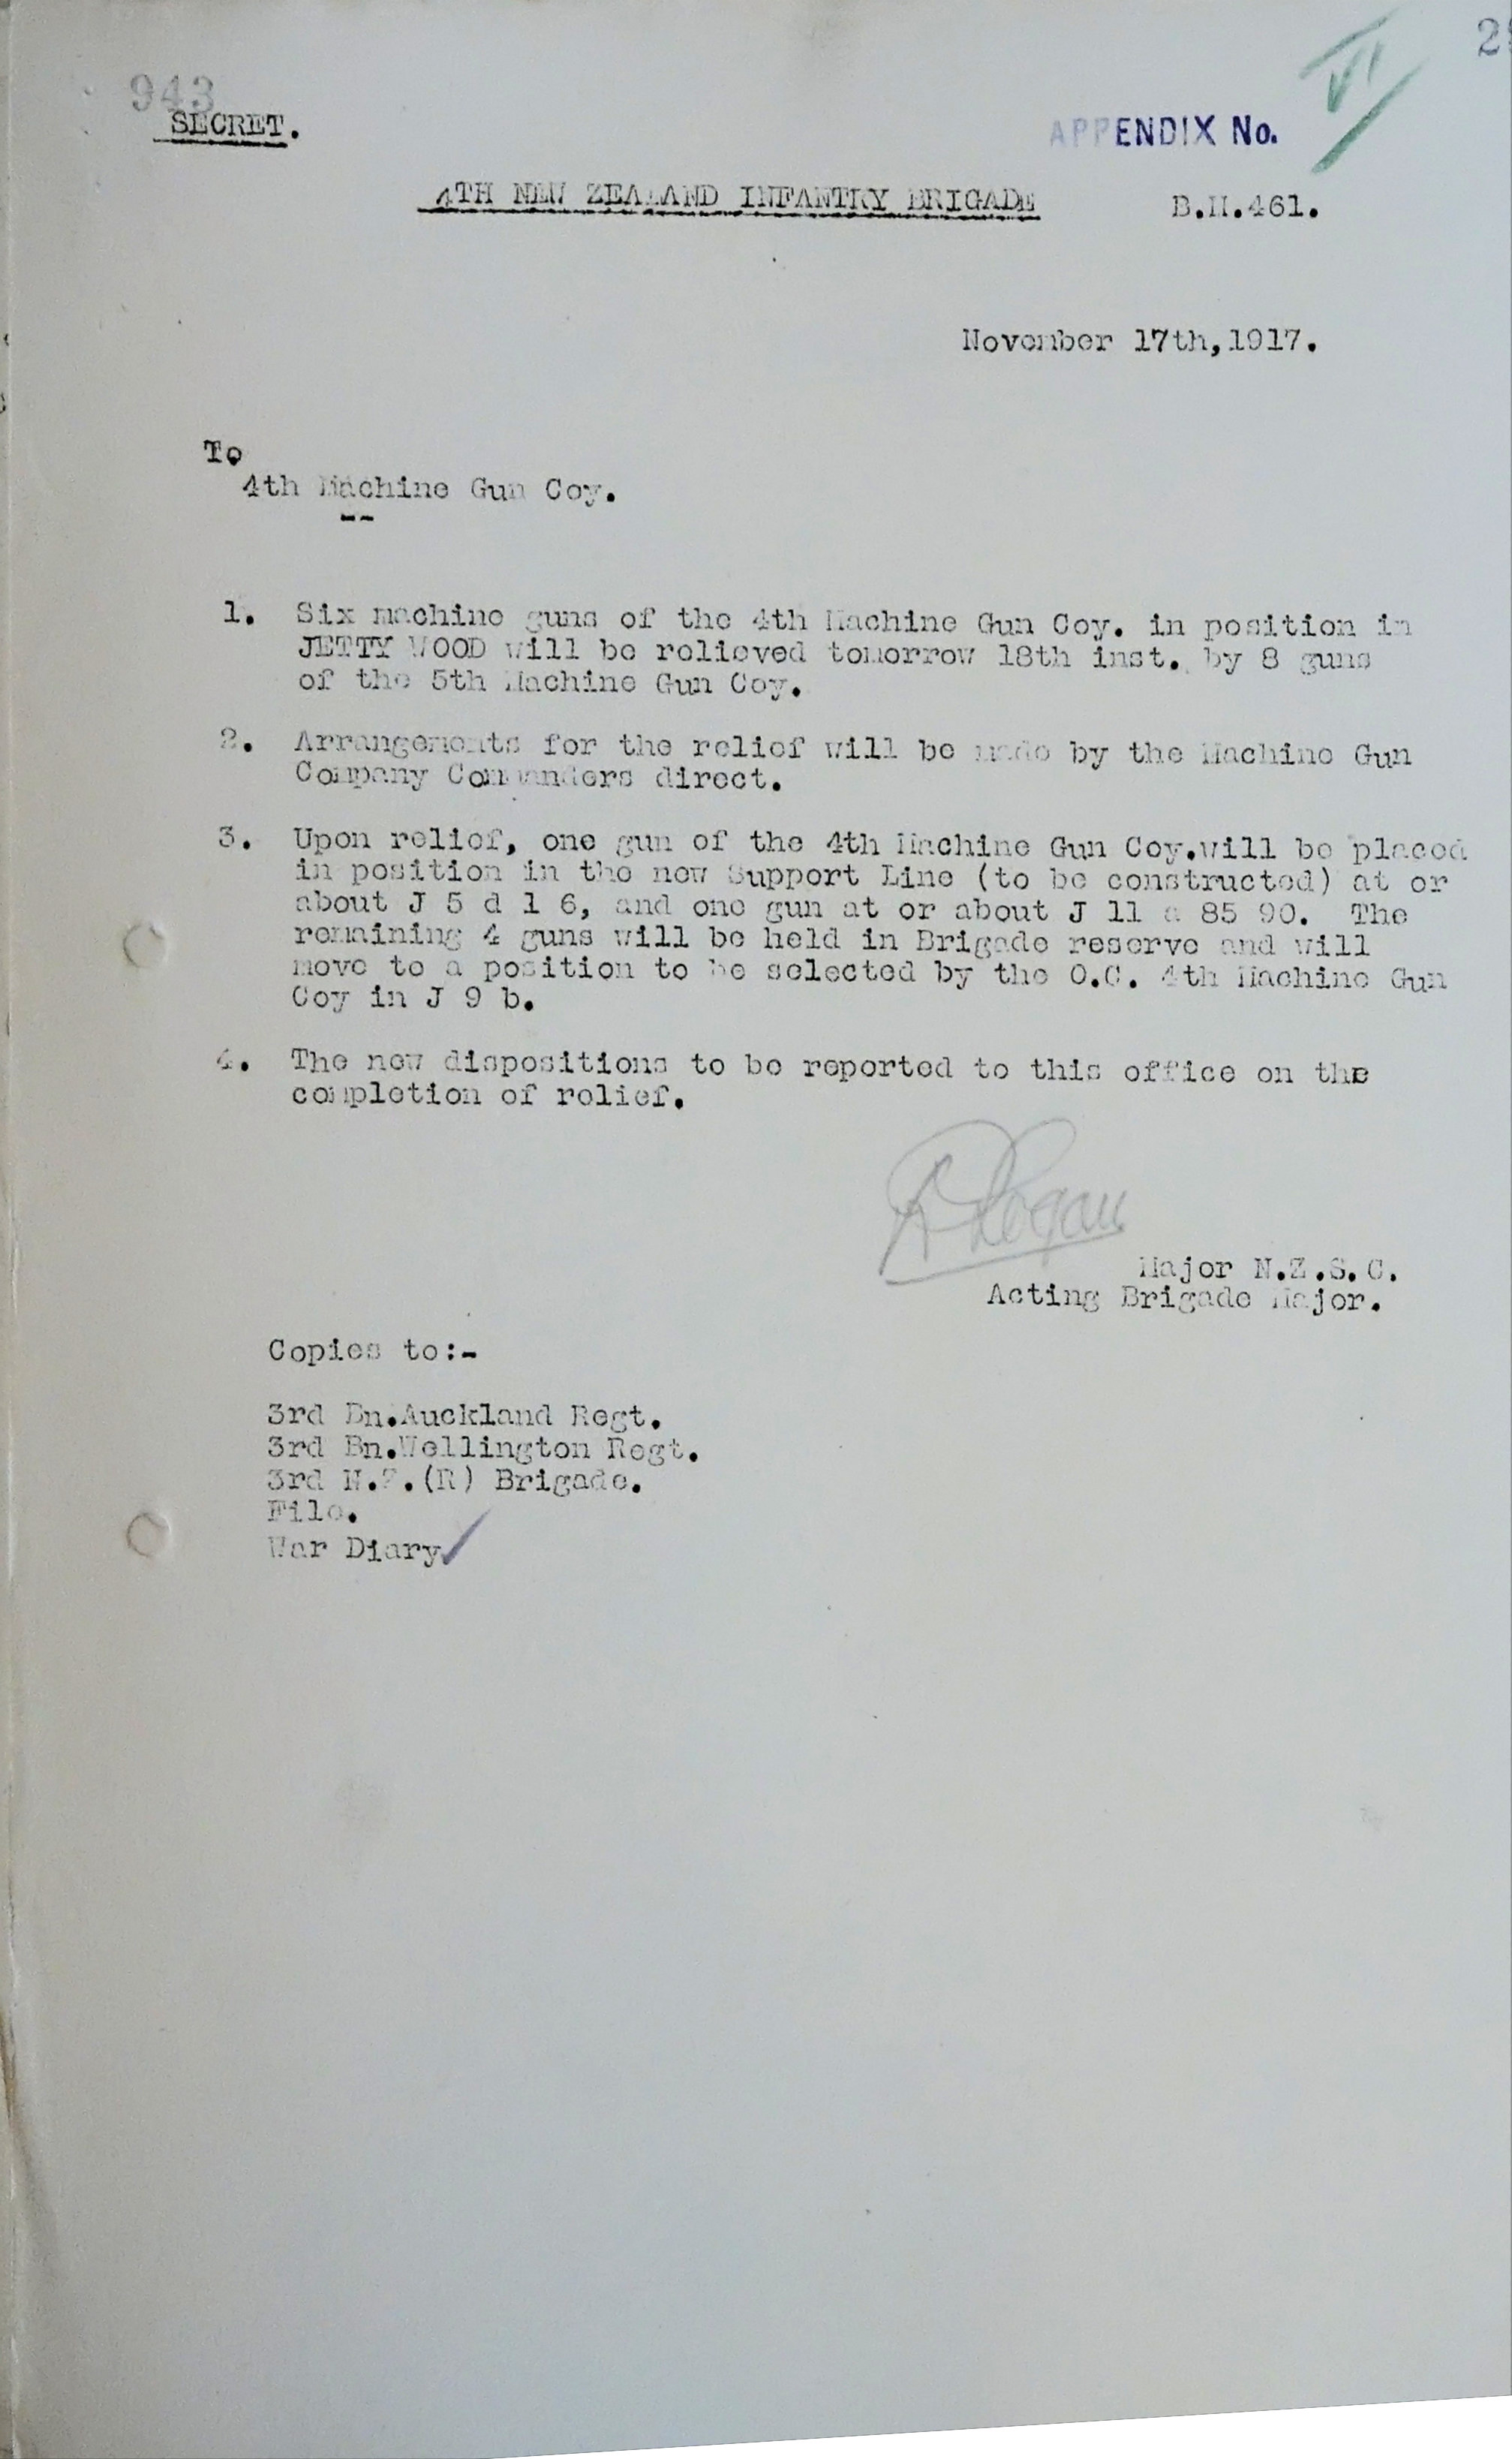 943
SECRET.
APPENDIX No. VI
4TH NEW ZEALAND INFANTRY BRIGADE
B.M.461.
November 17th,1917.
To
4th Machine Gun Coy.
--
1. Six machine guns of the 4th Machine Gun Coy. in position in
JETTY WOOD will be relieved tomorrow 18th inst. by 8 guns
of the 5th Machine Gun Coy.
2. Arrangements for the relief will be made by the Machine Gun
Company Commanders direct.
3. Upon relief, one gun of the 4th Machine Gun Coy.will be placed
in position in the new Support Line (to be constructed) at or
about J 5 d 1 6, and one gun at or about J 11 a 85 90. The
remaining 4 guns will be held in Brigade reserve and will
move to a position to be selected by the O.C. 4th Machine Gun
Coy in J 9 b.
4. The new dispositions to be reported to this office on the
completion of relief.
Major N.Z.S.C.
Acting Brigade Major.
Copies to:-
3rd Bn.Auckland Regt.
3rd Bn.Wellington Regt.
3rd N.Z.(R) Brigade.
File.
War Diary